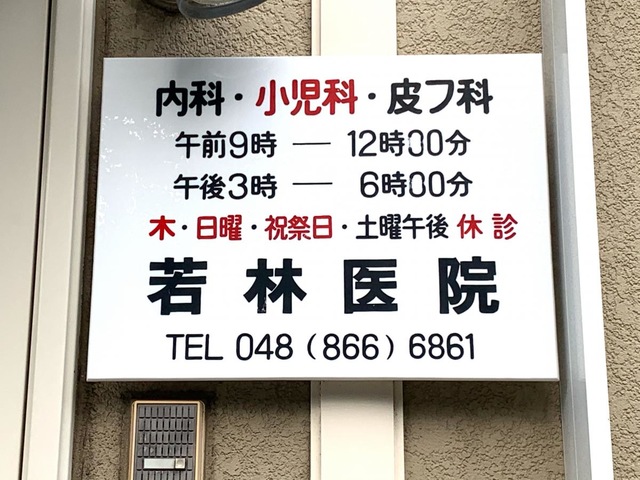 内科・小児科・皮フ科
午前9時 ― 12時00分
午後3時 ― 6時00分
木・日曜・祝祭日・土曜午後 休診
若林医院
TEL 048(866)6861